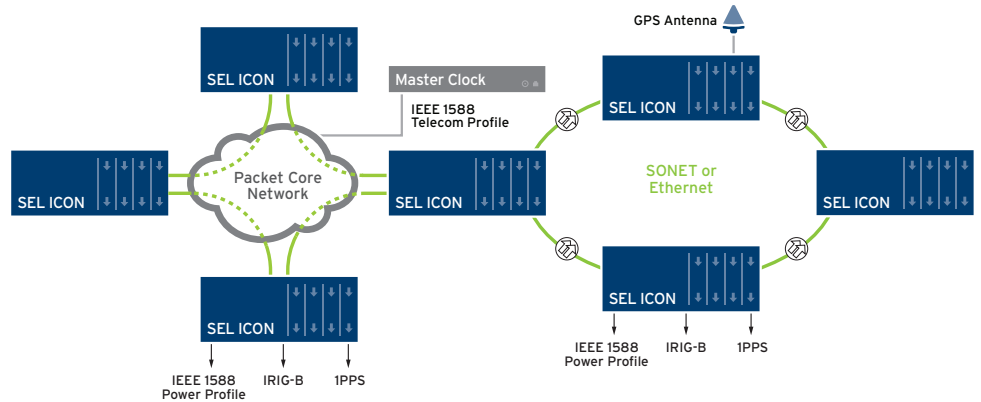 GPS Antenna
SEL ICON
Master Clock
SEL ICON
IEEE 1588
Telecom Profile
SEL ICON
Packet Core
Network
SEL ICON
SONET or
Ethernet
SEL ICON
SEL ICON
SEL ICON
IEEE 1588
Power Profile
IRIG-B
1PPS
IEEE 1588
Power Profile
IRIG-B
1PPS